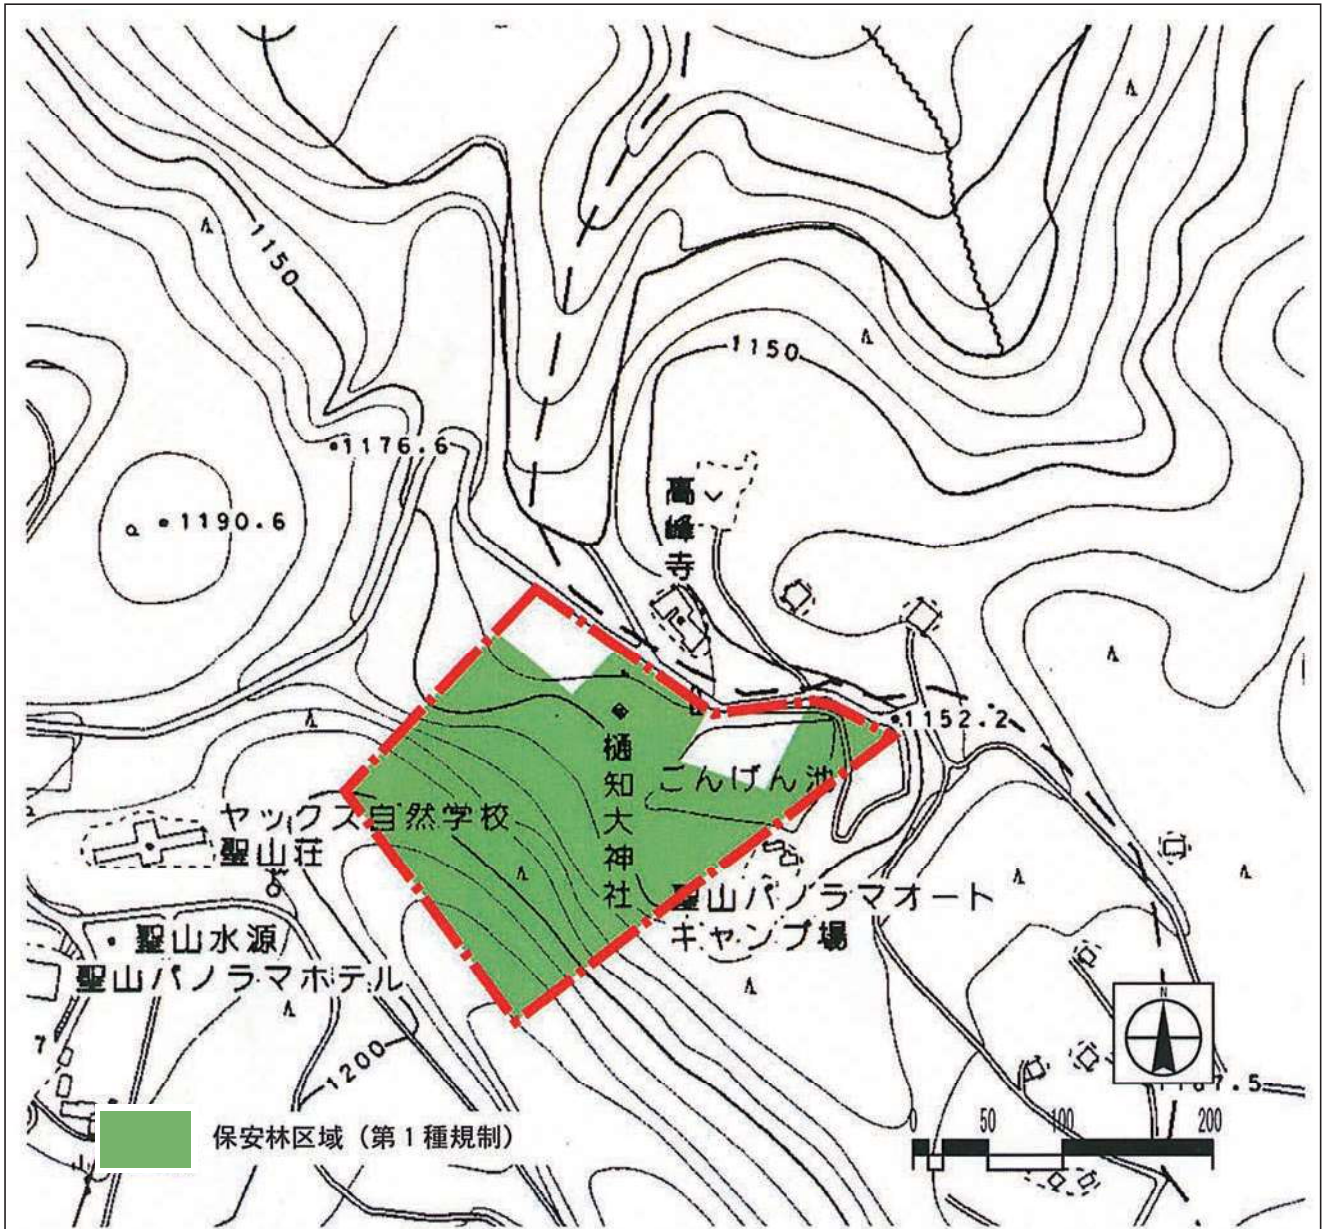 1150
1150
1176.6
1190.6
高峰寺
1152.2
樋知大神社
ごんげん池
ヤックス自然学校
聖山荘
聖山パノラマオート
キャンプ場
聖山水源
聖山パノラマホテル
N
7
1200
7.5
保安林区域（第1種規制）
0 50 100 200